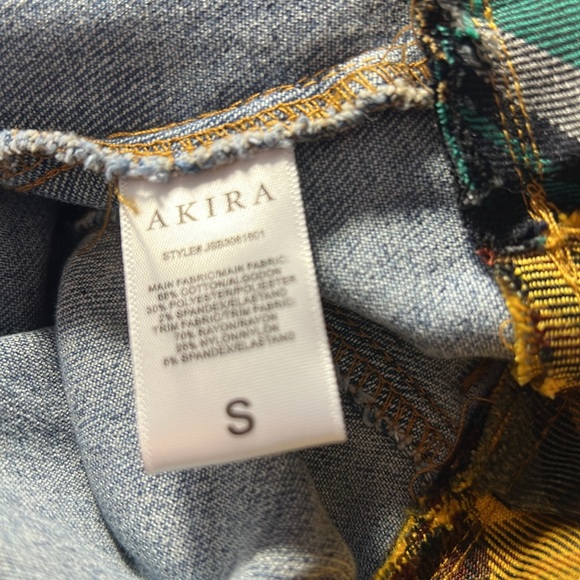 AKIRA
STYLE#JSB3081601
MAIN FABRIC/MAIN FABRIC
68% COTTON/ALGODON
30% POLYESTER/POLIESTER
2% SPANDEX/ELASTANO
TRIM FABRIC/TRIM FABRIC
70% RAYON/RAYON
25% NYLON/NYLON
5% SPANDEX/ELASTANO
S